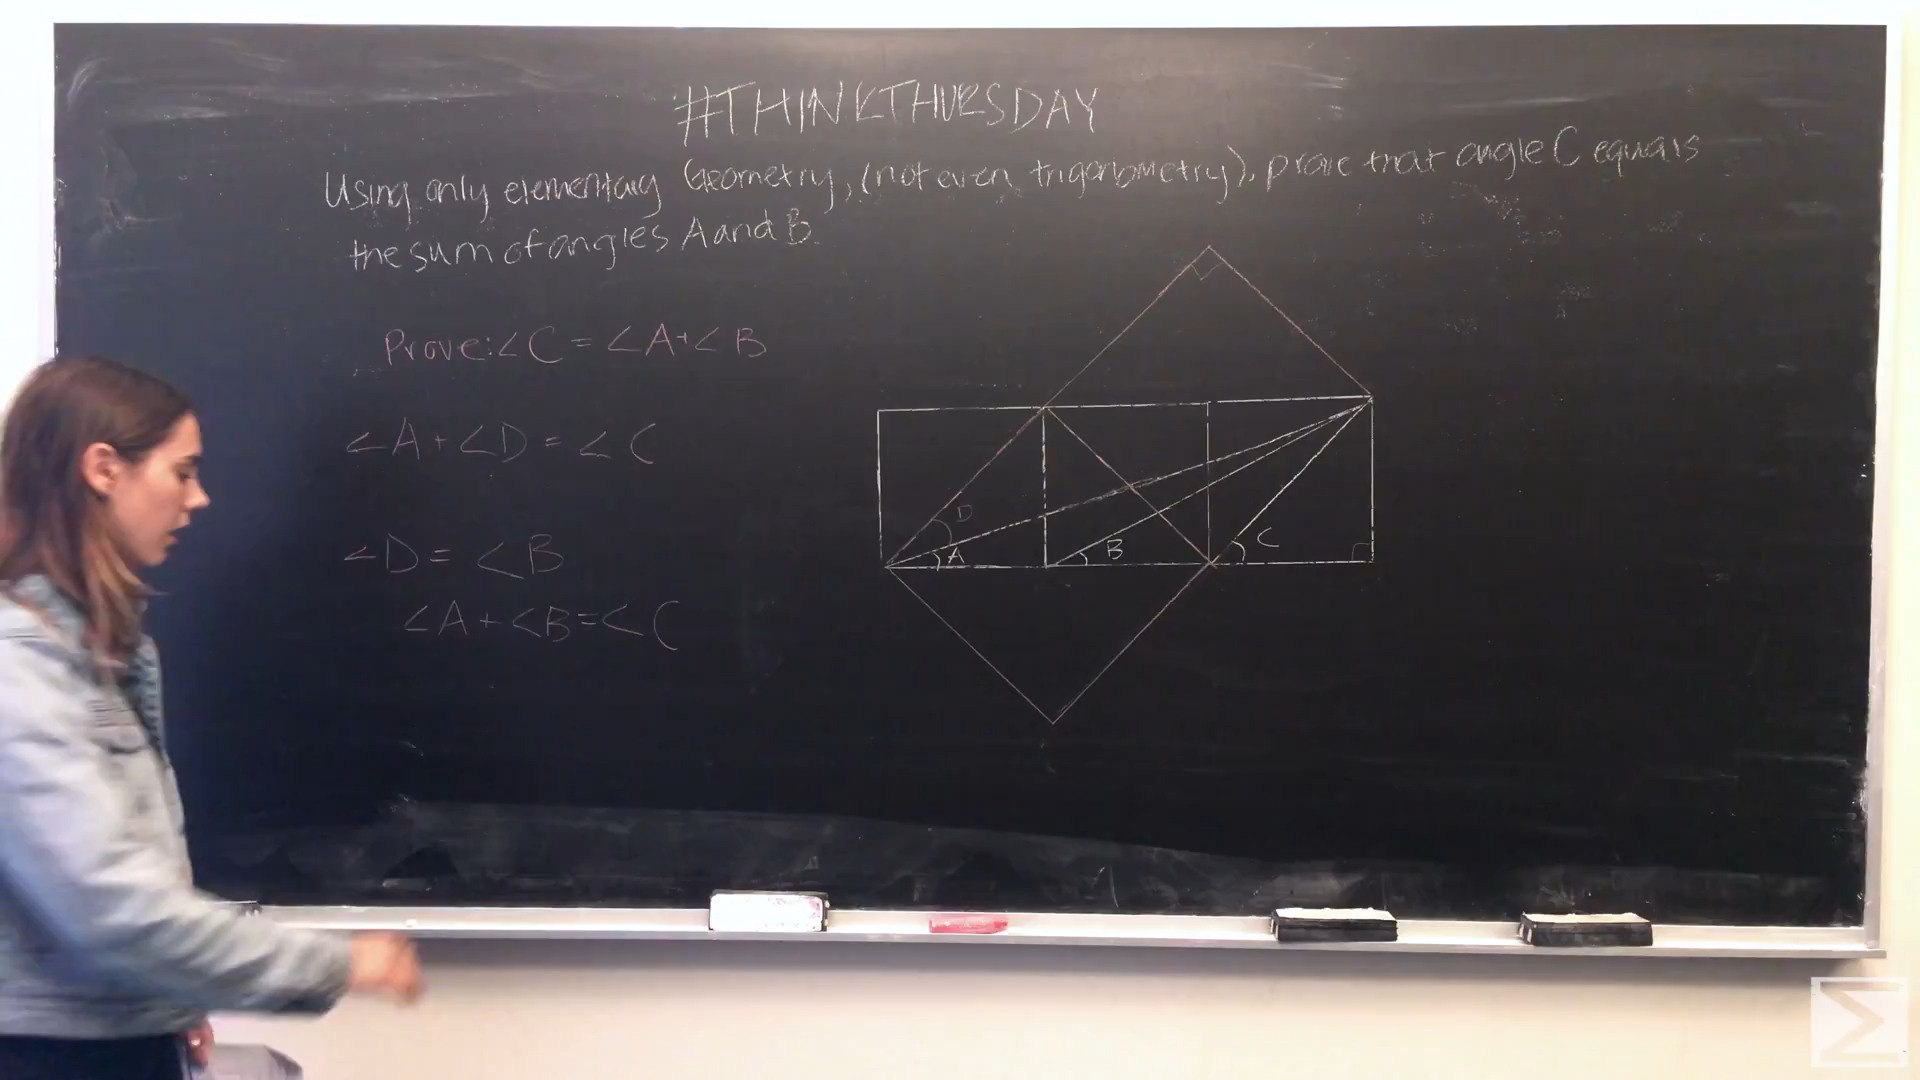 #THINKTHURSDAY
Using only elementary Geometry, (not even trigonometry), prove that angle C equals
the sum of angles A and B.
Prove: ∠C = ∠A + ∠B
∠A + ∠D = ∠C
∠D = ∠B
∠A + ∠B = ∠C
D
A
B
C
Σ